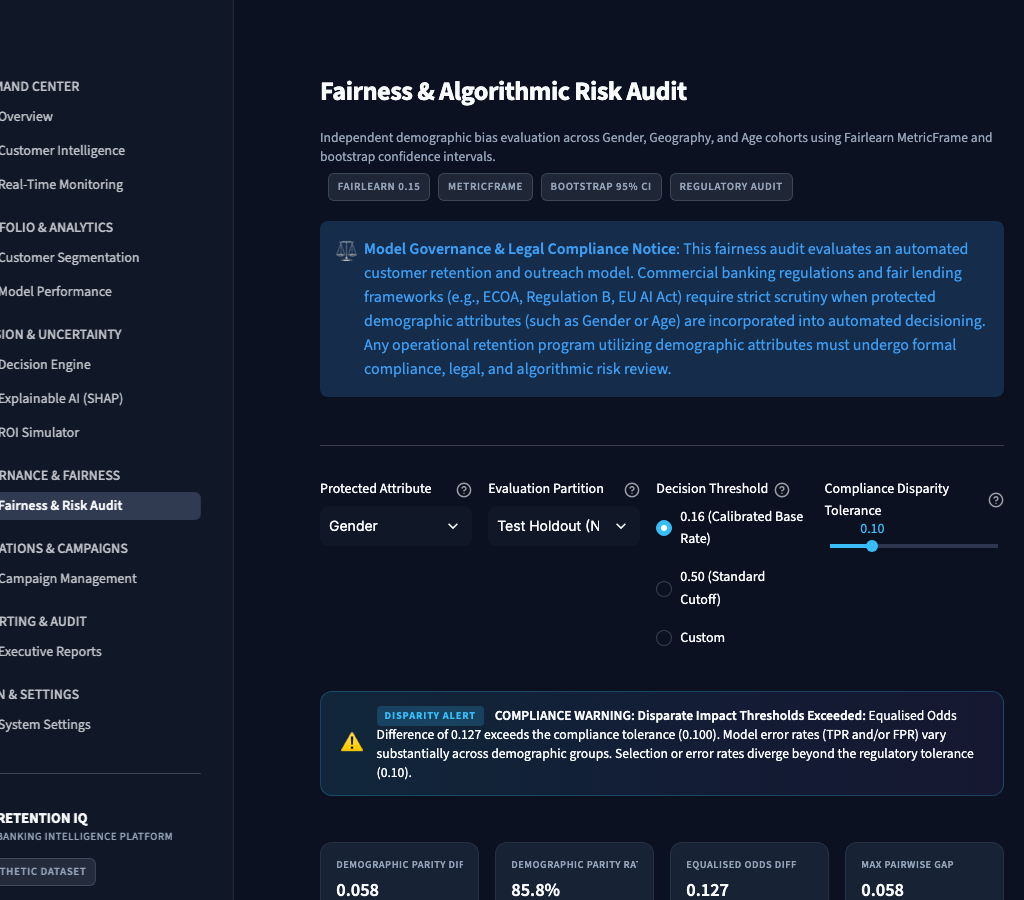 MAND CENTER
Overview
Customer Intelligence
Real-Time Monitoring
FOLIO & ANALYTICS
Customer Segmentation
Model Performance
SION & UNCERTAINTY
Decision Engine
Explainable AI (SHAP)
ROI Simulator
RNANCE & FAIRNESS
Fairness & Risk Audit
ATIONS & CAMPAIGNS
Campaign Management
RTING & AUDIT
Executive Reports
N & SETTINGS
System Settings
RETENTION IQ
BANKING INTELLIGENCE PLATFORM
THETIC DATASET
Fairness & Algorithmic Risk Audit
Independent demographic bias evaluation across Gender, Geography, and Age cohorts using Fairlearn MetricFrame and
bootstrap confidence intervals.
FAIRLEARN 0.15
METRICFRAME
BOOTSTRAP 95% CI
REGULATORY AUDIT
Model Governance & Legal Compliance Notice: This fairness audit evaluates an automated
customer retention and outreach model. Commercial banking regulations and fair lending
frameworks (e.g., ECOA, Regulation B, EU AI Act) require strict scrutiny when protected
demographic attributes (such as Gender or Age) are incorporated into automated decisioning.
Any operational retention program utilizing demographic attributes must undergo formal
compliance, legal, and algorithmic risk review.
Protected Attribute
Gender
Evaluation Partition
Test Holdout (N
Decision Threshold
0.16 (Calibrated Base
Rate)
0.50 (Standard
Cutoff)
Custom
Compliance Disparity
Tolerance
0.10
DISPARITY ALERT COMPLIANCE WARNING: Disparate Impact Thresholds Exceeded: Equalised Odds
Difference of 0.127 exceeds the compliance tolerance (0.100). Model error rates (TPR and/or FPR) vary
substantially across demographic groups. Selection or error rates diverge beyond the regulatory tolerance
(0.10).
DEMOGRAPHIC PARITY DIF
0.058
DEMOGRAPHIC PARITY RAT
85.8%
EQUALISED ODDS DIFF
0.127
MAX PAIRWISE GAP
0.058